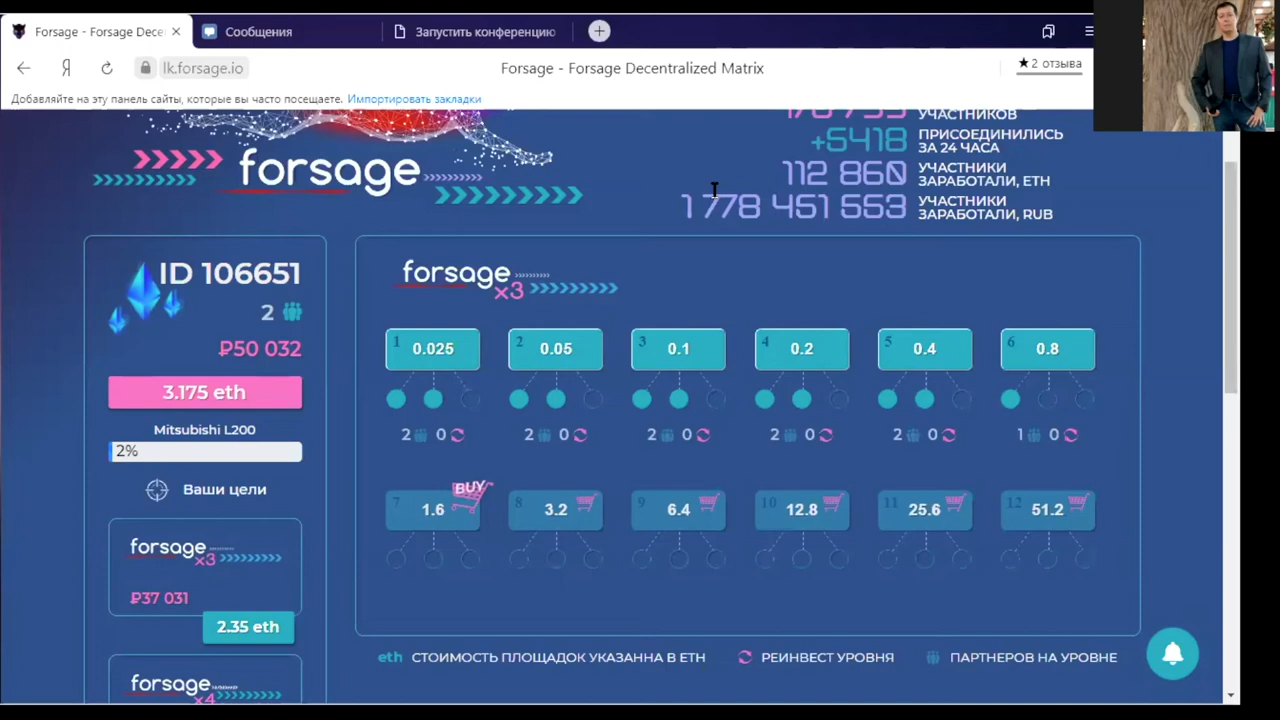 Forsage - Forsage Dece
Сообщения
Запустить конференцию
Я
lk.forsage.io
Forsage - Forsage Decentralized Matrix
★2 отзыва
Добавляйте на эту панель сайты, которые вы часто посещаете. Импортировать закладки
УЧАСТНИКОВ
+5418 ПРИСОЕДИНИЛИСЬ
ЗА 24 ЧАСА
112 860 УЧАСТНИКИ
ЗАРАБОТАЛИ, ETH
1 778 451 553 УЧАСТНИКИ
ЗАРАБОТАЛИ, RUB
forsage
ID 106651
2
₽50 032
3.175 eth
Mitsubishi L200
2%
Ваши цели
forsage
x3
₽37 031
2.35 eth
forsage
x4
forsage
x3
1 0.025 2 0.05 3 0.1 4 0.2 5 0.4 6 0.8
2 0 2 0 2 0 2 0 2 0 1 0
BUY
7 1.6 8 3.2 9 6.4 10 12.8 11 25.6 12 51.2
eth СТОИМОСТЬ ПЛОЩАДОК УКАЗАННА В ETH РЕИНВЕСТ УРОВНЯ ПАРТНЕРОВ НА УРОВНЕ